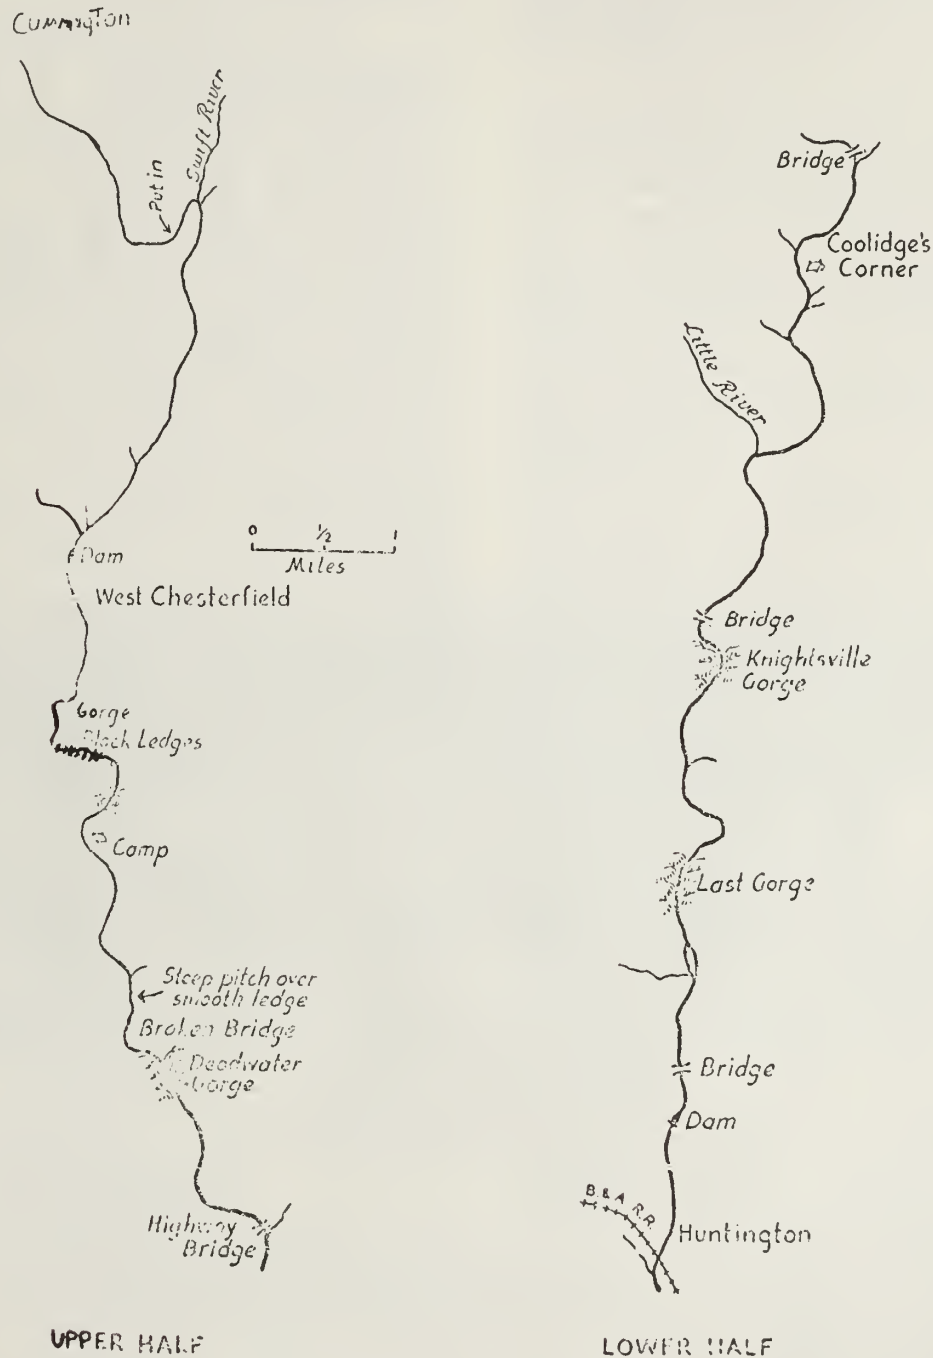 Cummington
Swift River
Put in
Dam
West Chesterfield
0 ½ 1
Miles
Gorge
Black Ledges
Camp
Steep pitch over
smooth ledge
Broken Bridge
Deadwater
Gorge
Highway
Bridge
UPPER HALF
Bridge
Coolidge's
Corner
Little River
Bridge
Knightsville
Gorge
Last Gorge
Bridge
Dam
B. & A. R.R.
Huntington
LOWER HALF